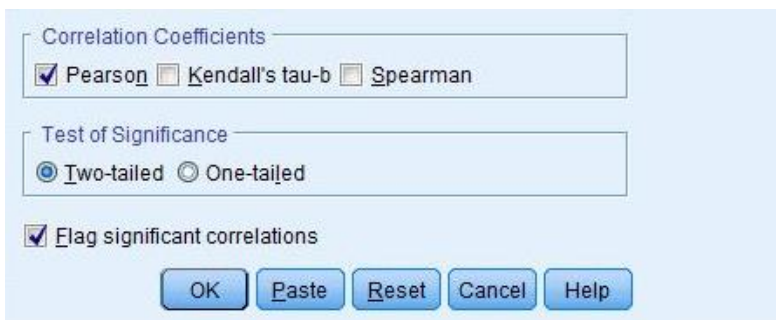 Correlation Coefficients
Pearson Kendall's tau-b Spearman
Test of Significance
Two-tailed One-tailed
Flag significant correlations
OK Paste Reset Cancel Help